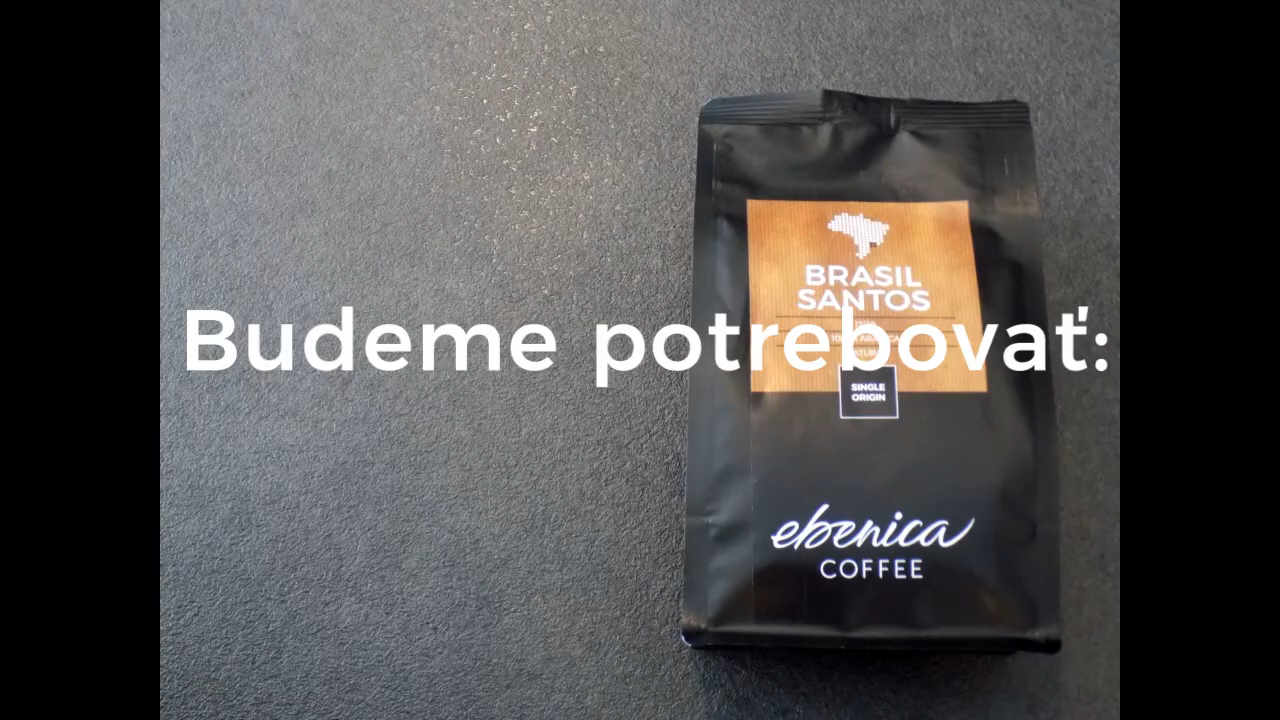 BRASIL
SANTOS
Budeme potrebovať:
SINGLE
ORIGIN
ebenica
COFFEE